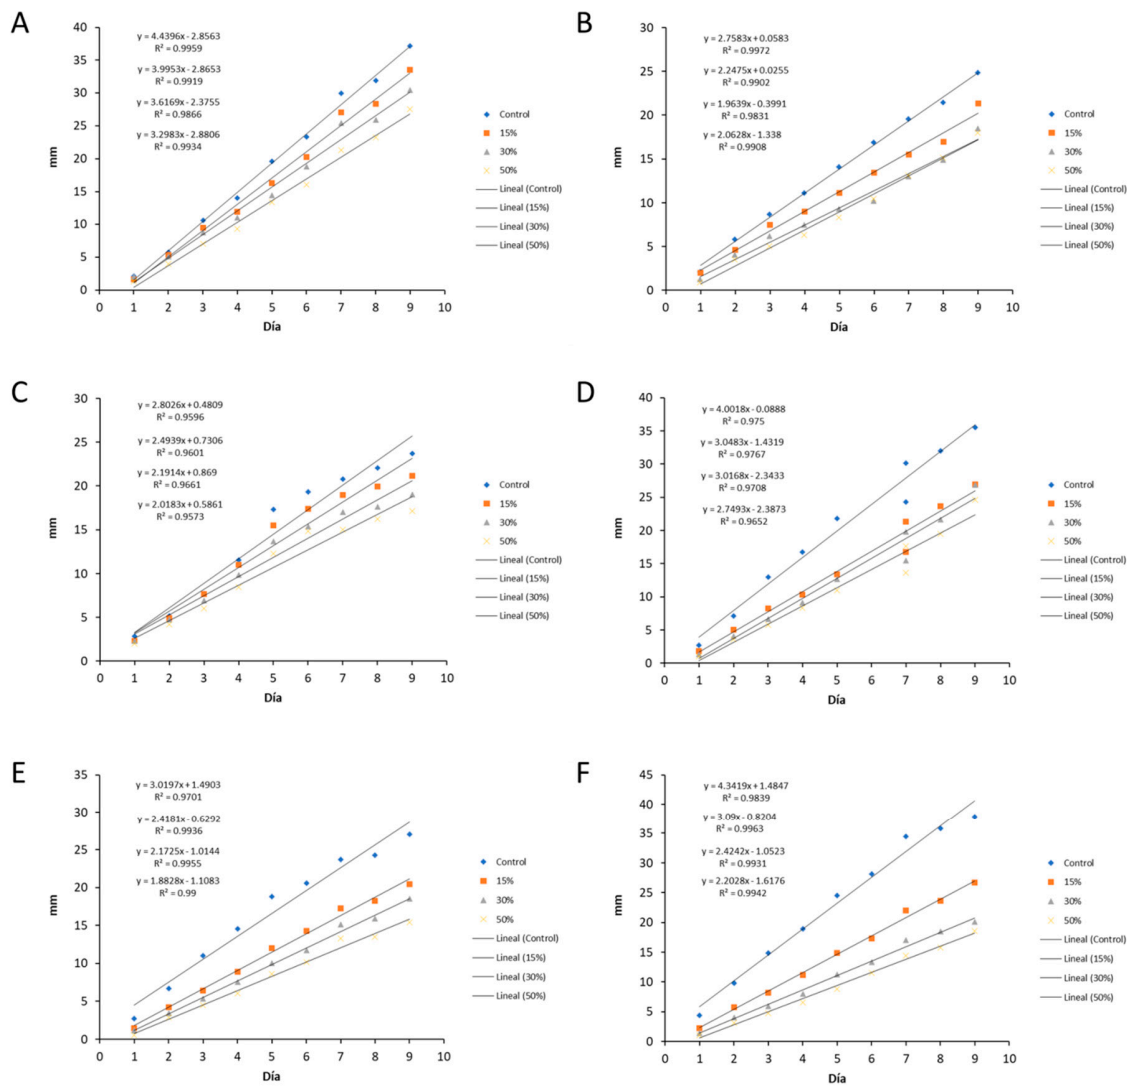 A
y = 4.4396x - 2.8563
R² = 0.9959
y = 3.9953x - 2.8653
R² = 0.9919
y = 3.6169x - 2.3755
R² = 0.9866
y = 3.2983x - 2.8806
R² = 0.9934
40
35
30
25
20
15
10
5
0
mm
0 1 2 3 4 5 6 7 8 9 10
Día
Control
15%
30%
50%
Lineal (Control)
Lineal (15%)
Lineal (30%)
Lineal (50%)
B
y = 2.7583x + 0.0583
R² = 0.9972
y = 2.2475x + 0.0255
R² = 0.9902
y = 1.9639x - 0.3991
R² = 0.9831
y = 2.0628x - 1.338
R² = 0.9908
30
25
20
15
10
5
0
mm
0 1 2 3 4 5 6 7 8 9 10
Día
Control
15%
30%
50%
Lineal (Control)
Lineal (15%)
Lineal (30%)
Lineal (50%)
C
y = 2.8026x + 0.4809
R² = 0.9596
y = 2.4939x + 0.7306
R² = 0.9601
y = 2.1914x + 0.869
R² = 0.9661
y = 2.0183x + 0.5861
R² = 0.9573
30
25
20
15
10
5
0
mm
0 1 2 3 4 5 6 7 8 9 10
Día
Control
15%
30%
50%
Lineal (Control)
Lineal (15%)
Lineal (30%)
Lineal (50%)
D
y = 4.0018x - 0.0888
R² = 0.975
y = 3.0483x - 1.4319
R² = 0.9767
y = 3.0168x - 2.3433
R² = 0.9708
y = 2.7493x - 2.3873
R² = 0.9652
40
35
30
25
20
15
10
5
0
mm
0 1 2 3 4 5 6 7 8 9 10
Día
Control
15%
30%
50%
Lineal (Control)
Lineal (15%)
Lineal (30%)
Lineal (50%)
E
y = 3.0197x + 1.4903
R² = 0.9701
y = 2.4181x - 0.6292
R² = 0.9936
y = 2.1725x - 1.0144
R² = 0.9955
y = 1.8828x - 1.1083
R² = 0.99
35
30
25
20
15
10
5
0
mm
0 1 2 3 4 5 6 7 8 9 10
Día
Control
15%
30%
50%
Lineal (Control)
Lineal (15%)
Lineal (30%)
Lineal (50%)
F
y = 4.3419x + 1.4847
R² = 0.9839
y = 3.09x - 0.8204
R² = 0.9963
y = 2.4242x - 1.0523
R² = 0.9931
y = 2.2028x - 1.6176
R² = 0.9942
45
40
35
30
25
20
15
10
5
0
mm
0 1 2 3 4 5 6 7 8 9 10
Día
Control
15%
30%
50%
Lineal (Control)
Lineal (15%)
Lineal (30%)
Lineal (50%)